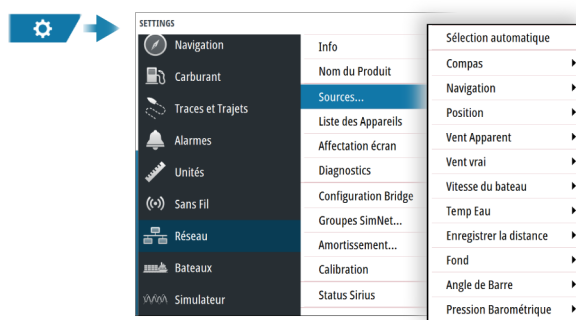 SETTINGS
Navigation
Carburant
Traces et Trajets
Alarmes
Unités
Sans Fil
Réseau
Bateaux
Simulateur
Info
Nom du Produit
Sources...
Liste des Appareils
Affectation écran
Diagnostics
Configuration Bridge
Groupes SimNet...
Amortissement...
Calibration
Status Sirius
Sélection automatique
Compas
Navigation
Position
Vent Apparent
Vent vrai
Vitesse du bateau
Temp Eau
Enregistrer la distance
Fond
Angle de Barre
Pression Barométrique